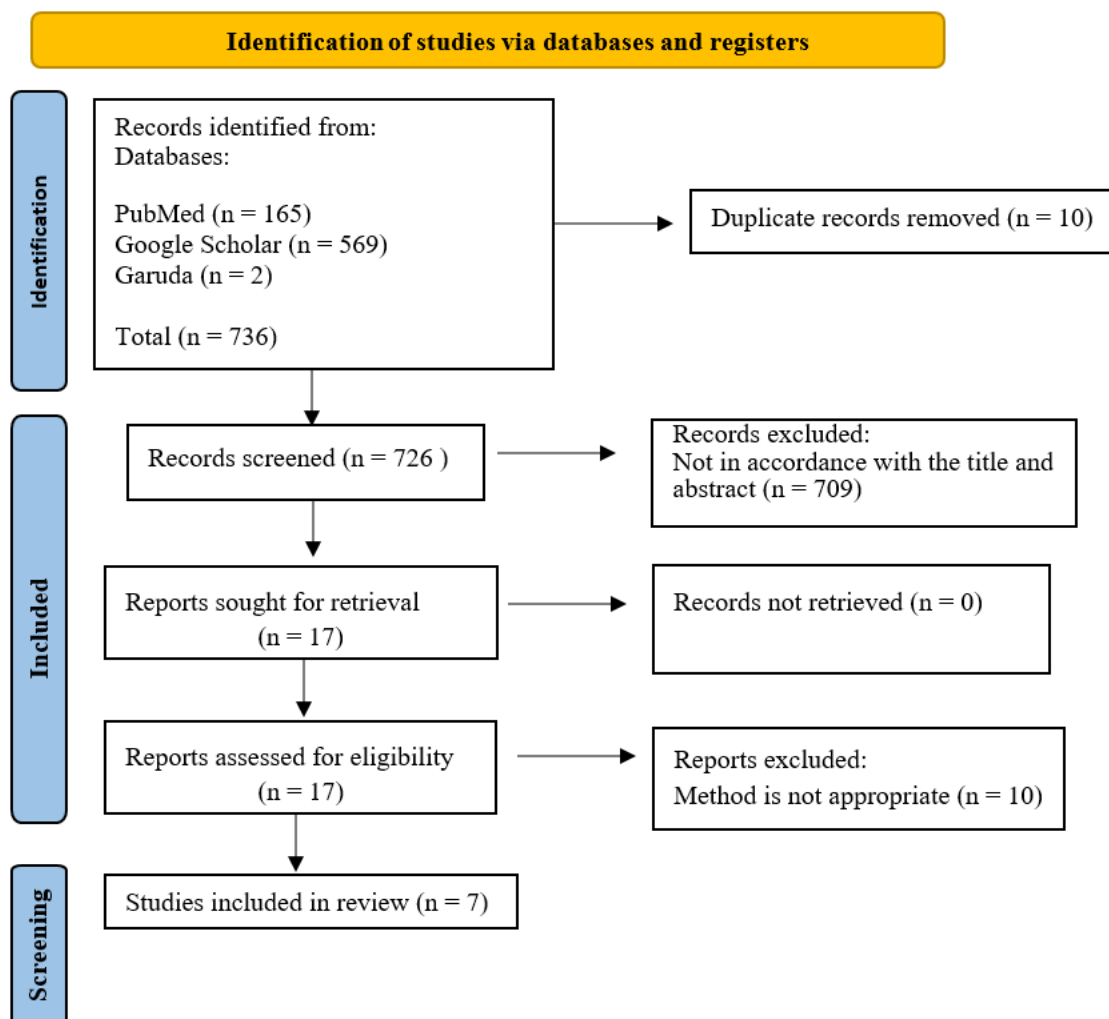 Identification of studies via databases and registers
Identification
Records identified from:
Databases:
PubMed (n = 165)
Google Scholar (n = 569)
Garuda (n = 2)
Total (n = 736)
Duplicate records removed (n = 10)
Included
Records screened (n = 726 )
Records excluded:
Not in accordance with the title and
abstract (n = 709)
Reports sought for retrieval
(n = 17)
Records not retrieved (n = 0)
Reports assessed for eligibility
(n = 17)
Reports excluded:
Method is not appropriate (n = 10)
Screening
Studies included in review (n = 7)